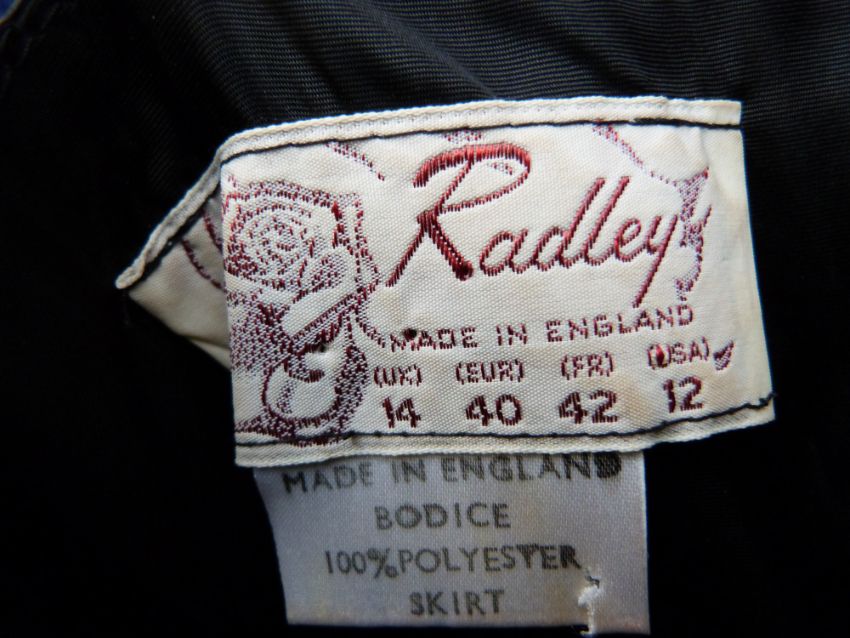 Radley
MADE IN ENGLAND
(UK) (EUR) (FR) (USA)
14 40 42 12
MADE IN ENGLAND
BODICE
100% POLYESTER
SKIRT